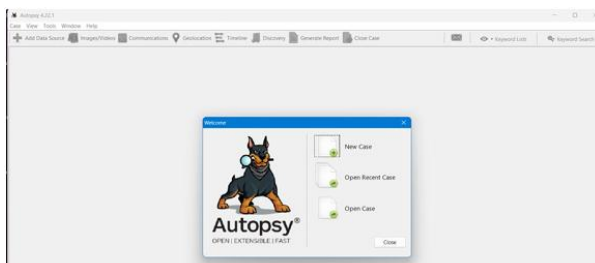 Autopsy 4.22.1
Case View Tools Window Help
Add Data Source Images/Videos Communications Geolocation Timeline Discovery Generate Report Close Case Keyword Lists Keyword Search
Welcome
New Case
Open Recent Case
Open Case
Autopsy®
OPEN | EXTENSIBLE | FAST
Close